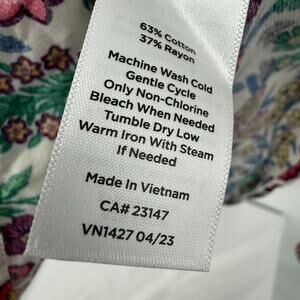 63% Cotton
37% Rayon
Machine Wash Cold
Gentle Cycle
Only Non-Chlorine
Bleach When Needed
Tumble Dry Low
Warm Iron With Steam
If Needed
Made In Vietnam
CA# 23147
VN1427 04/23